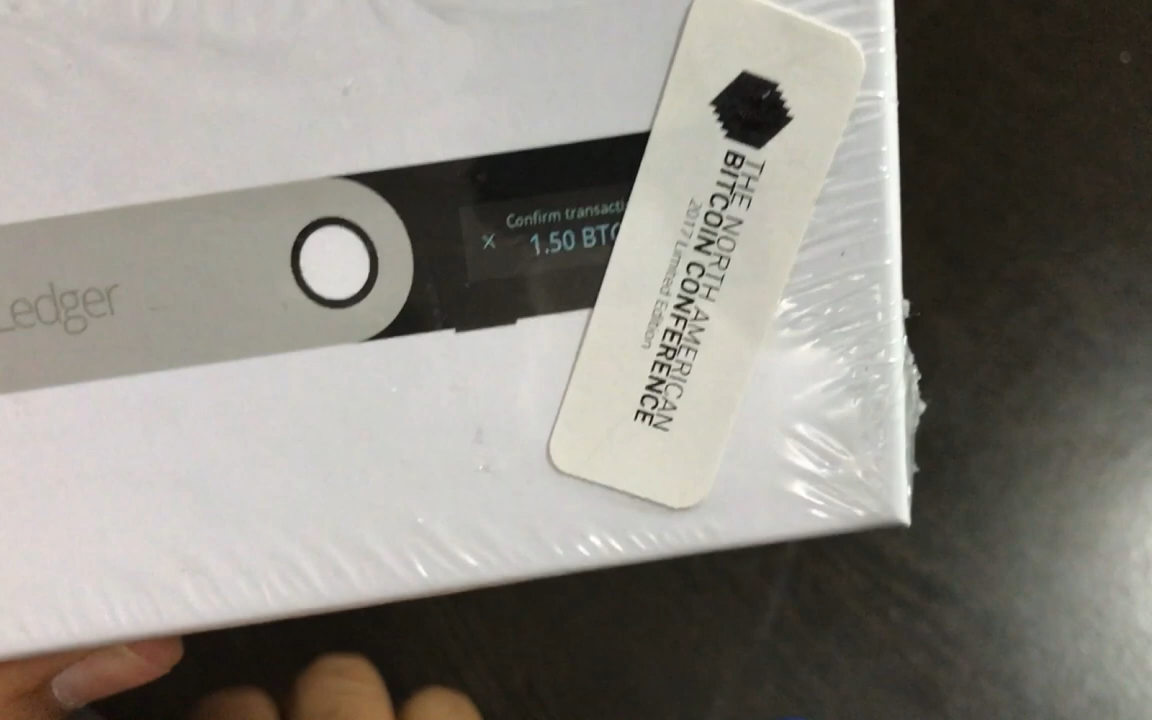 Ledger
Confirm transacti
X 1.50 BTC
THE NORTH AMERICAN
BITCOIN CONFERENCE
2017 Limited Edition